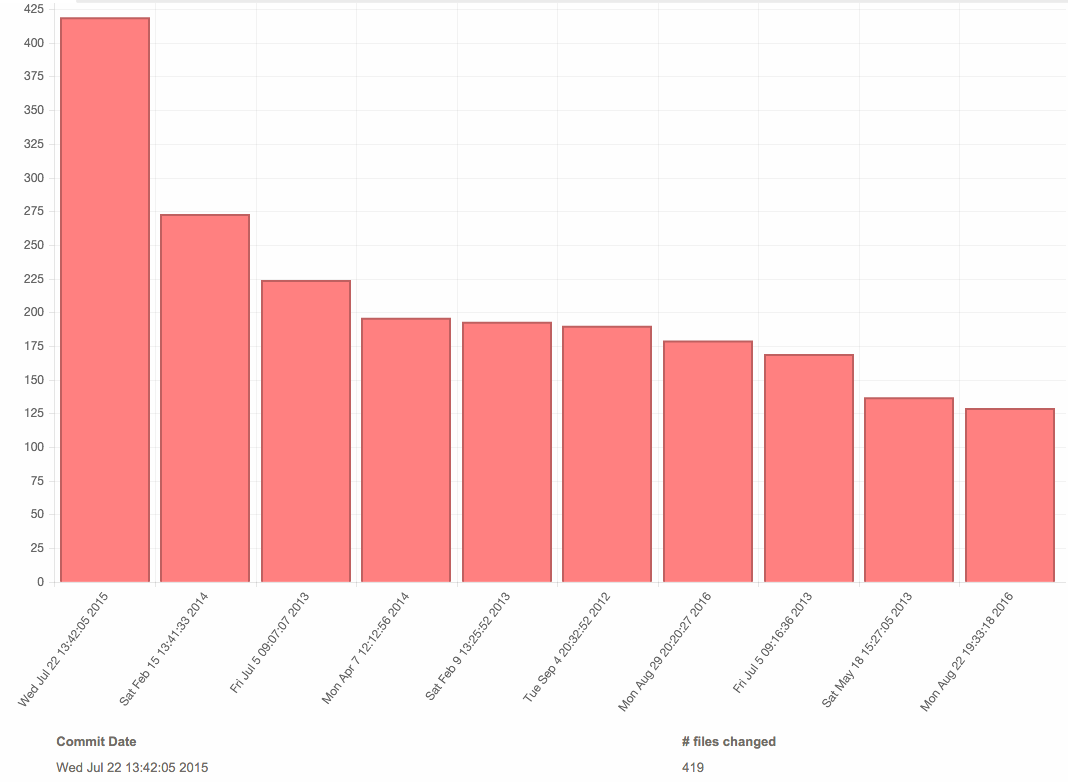 425
400
375
350
325
300
275
250
225
200
175
150
125
100
75
50
25
0
Wed Jul 22 13:42:05 2015
Sat Feb 15 13:41:33 2014
Fri Jul 5 09:07:07 2013
Mon Apr 7 12:12:56 2014
Sat Feb 9 13:25:52 2013
Tue Sep 4 20:32:52 2012
Mon Aug 29 20:20:27 2016
Fri Jul 5 09:16:36 2013
Sat May 18 15:27:05 2013
Mon Aug 22 19:33:18 2016
Commit Date # files changed
Wed Jul 22 13:42:05 2015 419